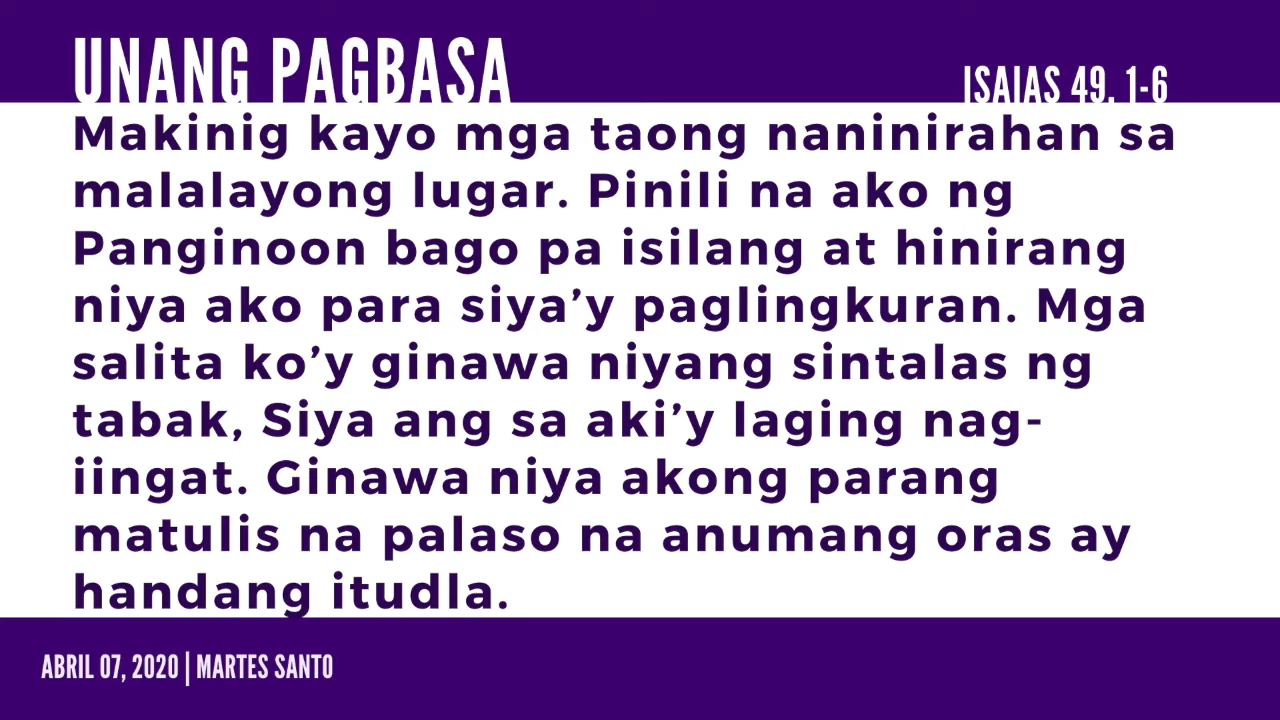 UNANG PAGBASA
ISAIAS 49, 1-6
Makinig kayo mga taong naninirahan sa
malalayong lugar. Pinili na ako ng
Panginoon bago pa isilang at hinirang
niya ako para siya’y paglingkuran. Mga
salita ko’y ginawa niyang sintalas ng
tabak, Siya ang sa aki’y laging nag-
iingat. Ginawa niya akong parang
matulis na palaso na anumang oras ay
handang itudla.
ABRIL 07, 2020 | MARTES SANTO